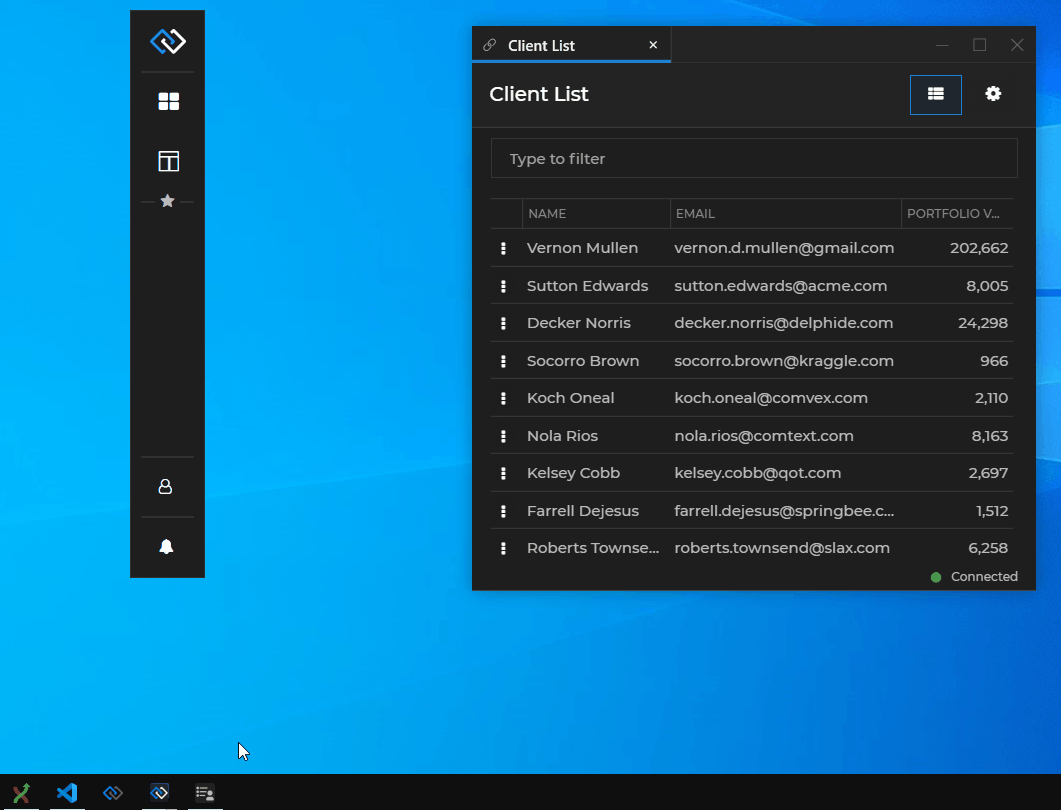 Client List
Client List
Type to filter
NAME EMAIL PORTFOLIO V...
Vernon Mullen vernon.d.mullen@gmail.com 202,662
Sutton Edwards sutton.edwards@acme.com 8,005
Decker Norris decker.norris@delphide.com 24,298
Socorro Brown socorro.brown@kraggle.com 966
Koch Oneal koch.oneal@comvex.com 2,110
Nola Rios nola.rios@comtext.com 8,163
Kelsey Cobb kelsey.cobb@qot.com 2,697
Farrell Dejesus farrell.dejesus@springbee.c... 1,512
Roberts Townse... roberts.townsend@slax.com 6,258
Connected